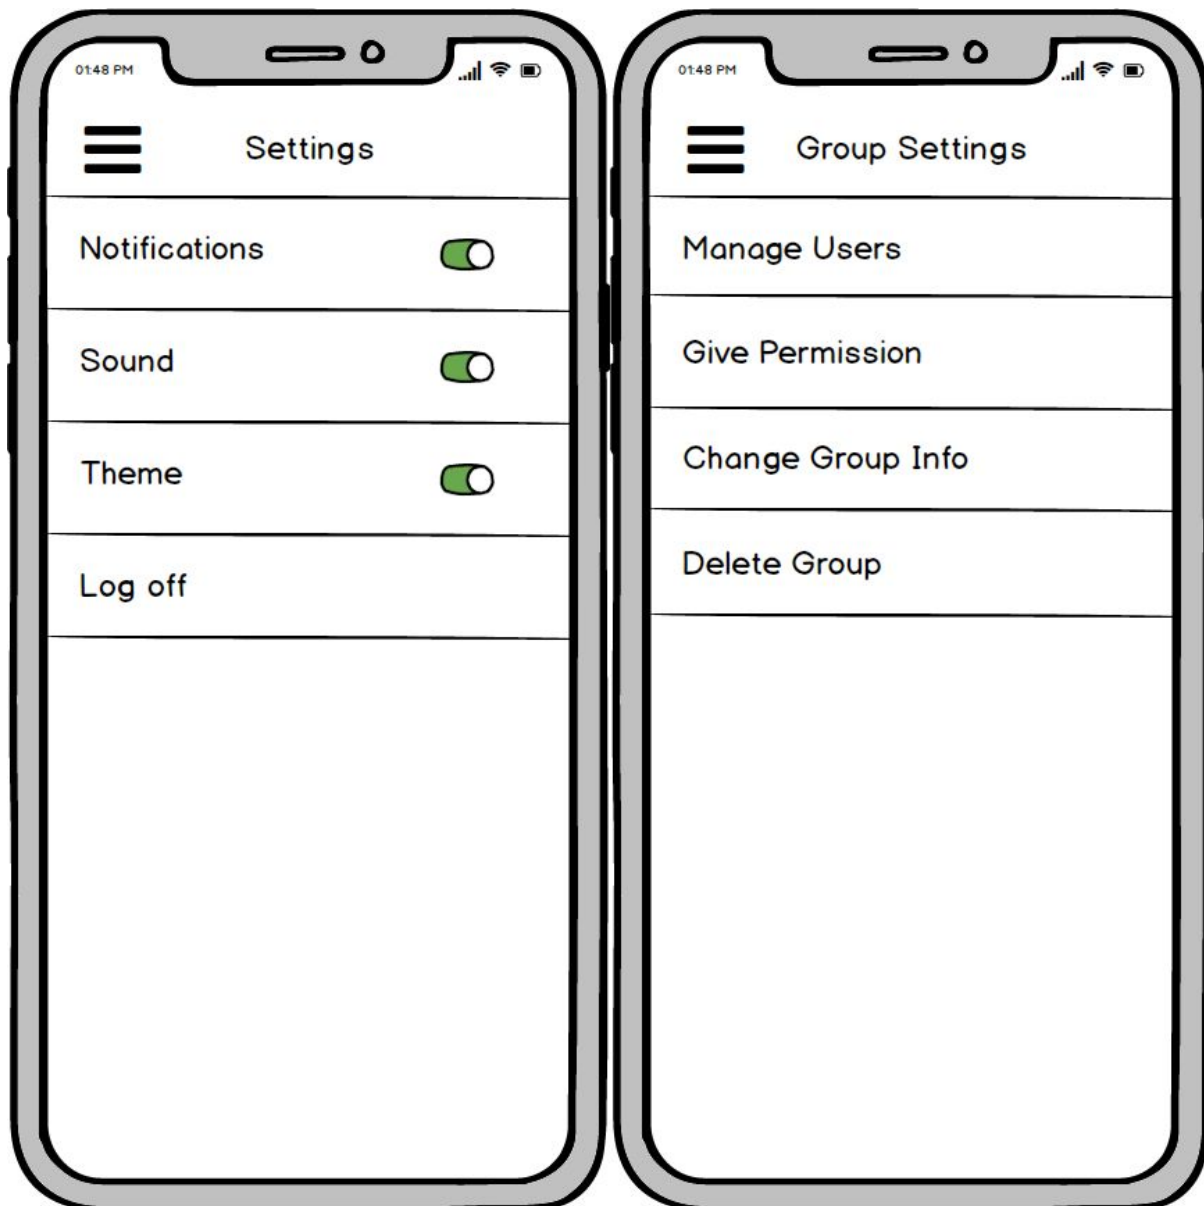 01:48 PM
Settings
Notifications
Sound
Theme
Log off
01:48 PM
Group Settings
Manage Users
Give Permission
Change Group Info
Delete Group